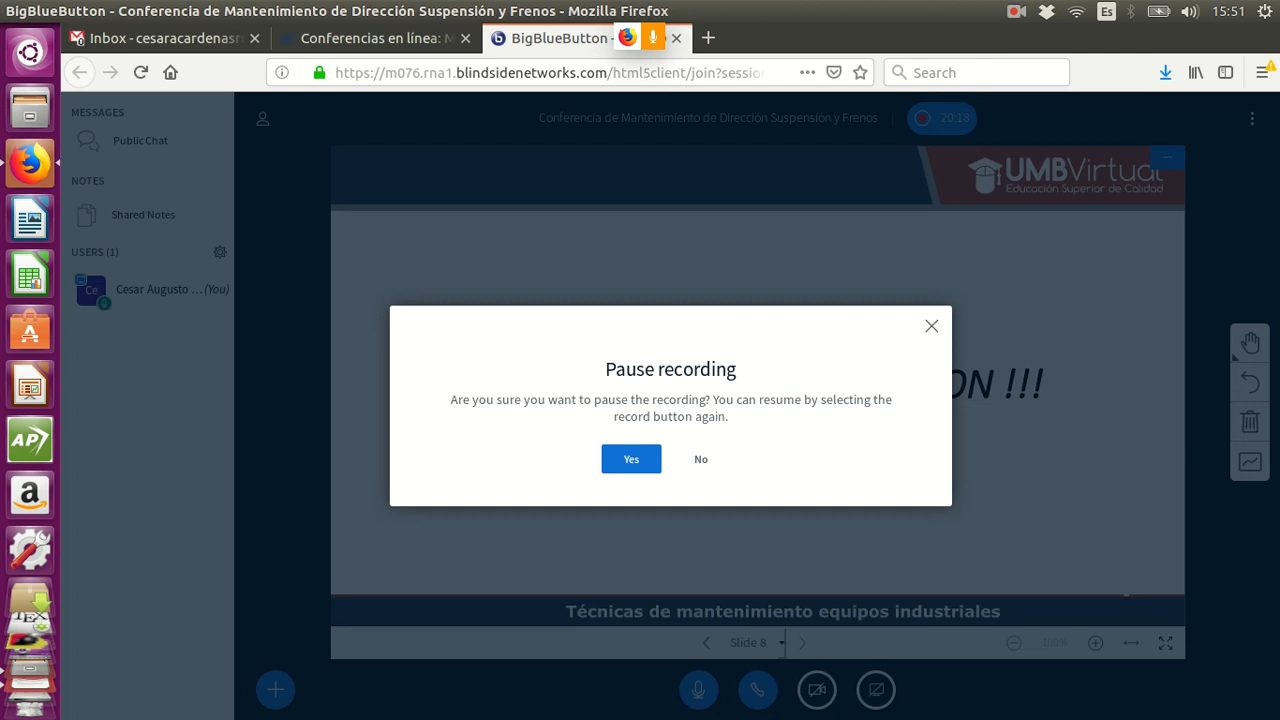 BigBlueButton - Conferencia de Mantenimiento de Dirección Suspensión y Frenos - Mozilla Firefox
Es
15:51
Inbox - cesaracardenasr
Conferencias en línea: M
BigBlueButton -
https://m076.rna1.blindsidenetworks.com/html5client/join?session
Search
MESSAGES
Public Chat
NOTES
Shared Notes
USERS (1)
Ce
Cesar Augusto ... (You)
Conferencia de Mantenimiento de Dirección Suspensión y Frenos
20:18
UMBVirtual
Educación Superior de Calidad
ON !!!
Pause recording
Are you sure you want to pause the recording? You can resume by selecting the
record button again.
Yes
No
Técnicas de mantenimiento equipos industriales
Slide 8
100%
AP
a
TEX